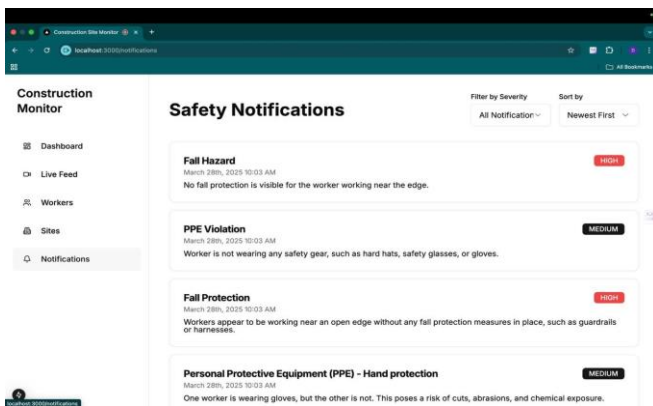 Construction Site Monitor
localhost:3000/notifications
All Bookmarks
Construction
Monitor
Dashboard
Live Feed
Workers
Sites
Notifications
Safety Notifications
Filter by Severity
All Notification
Sort by
Newest First
Fall Hazard
HIGH
March 28th, 2025 10:03 AM
No fall protection is visible for the worker working near the edge.
PPE Violation
MEDIUM
March 28th, 2025 10:03 AM
Worker is not wearing any safety gear, such as hard hats, safety glasses, or gloves.
Fall Protection
HIGH
March 28th, 2025 10:03 AM
Workers appear to be working near an open edge without any fall protection measures in place, such as guardrails
or harnesses.
Personal Protective Equipment (PPE) - Hand protection
MEDIUM
March 28th, 2025 10:03 AM
One worker is wearing gloves, but the other is not. This poses a risk of cuts, abrasions, and chemical exposure.
localhost:3000/notifications